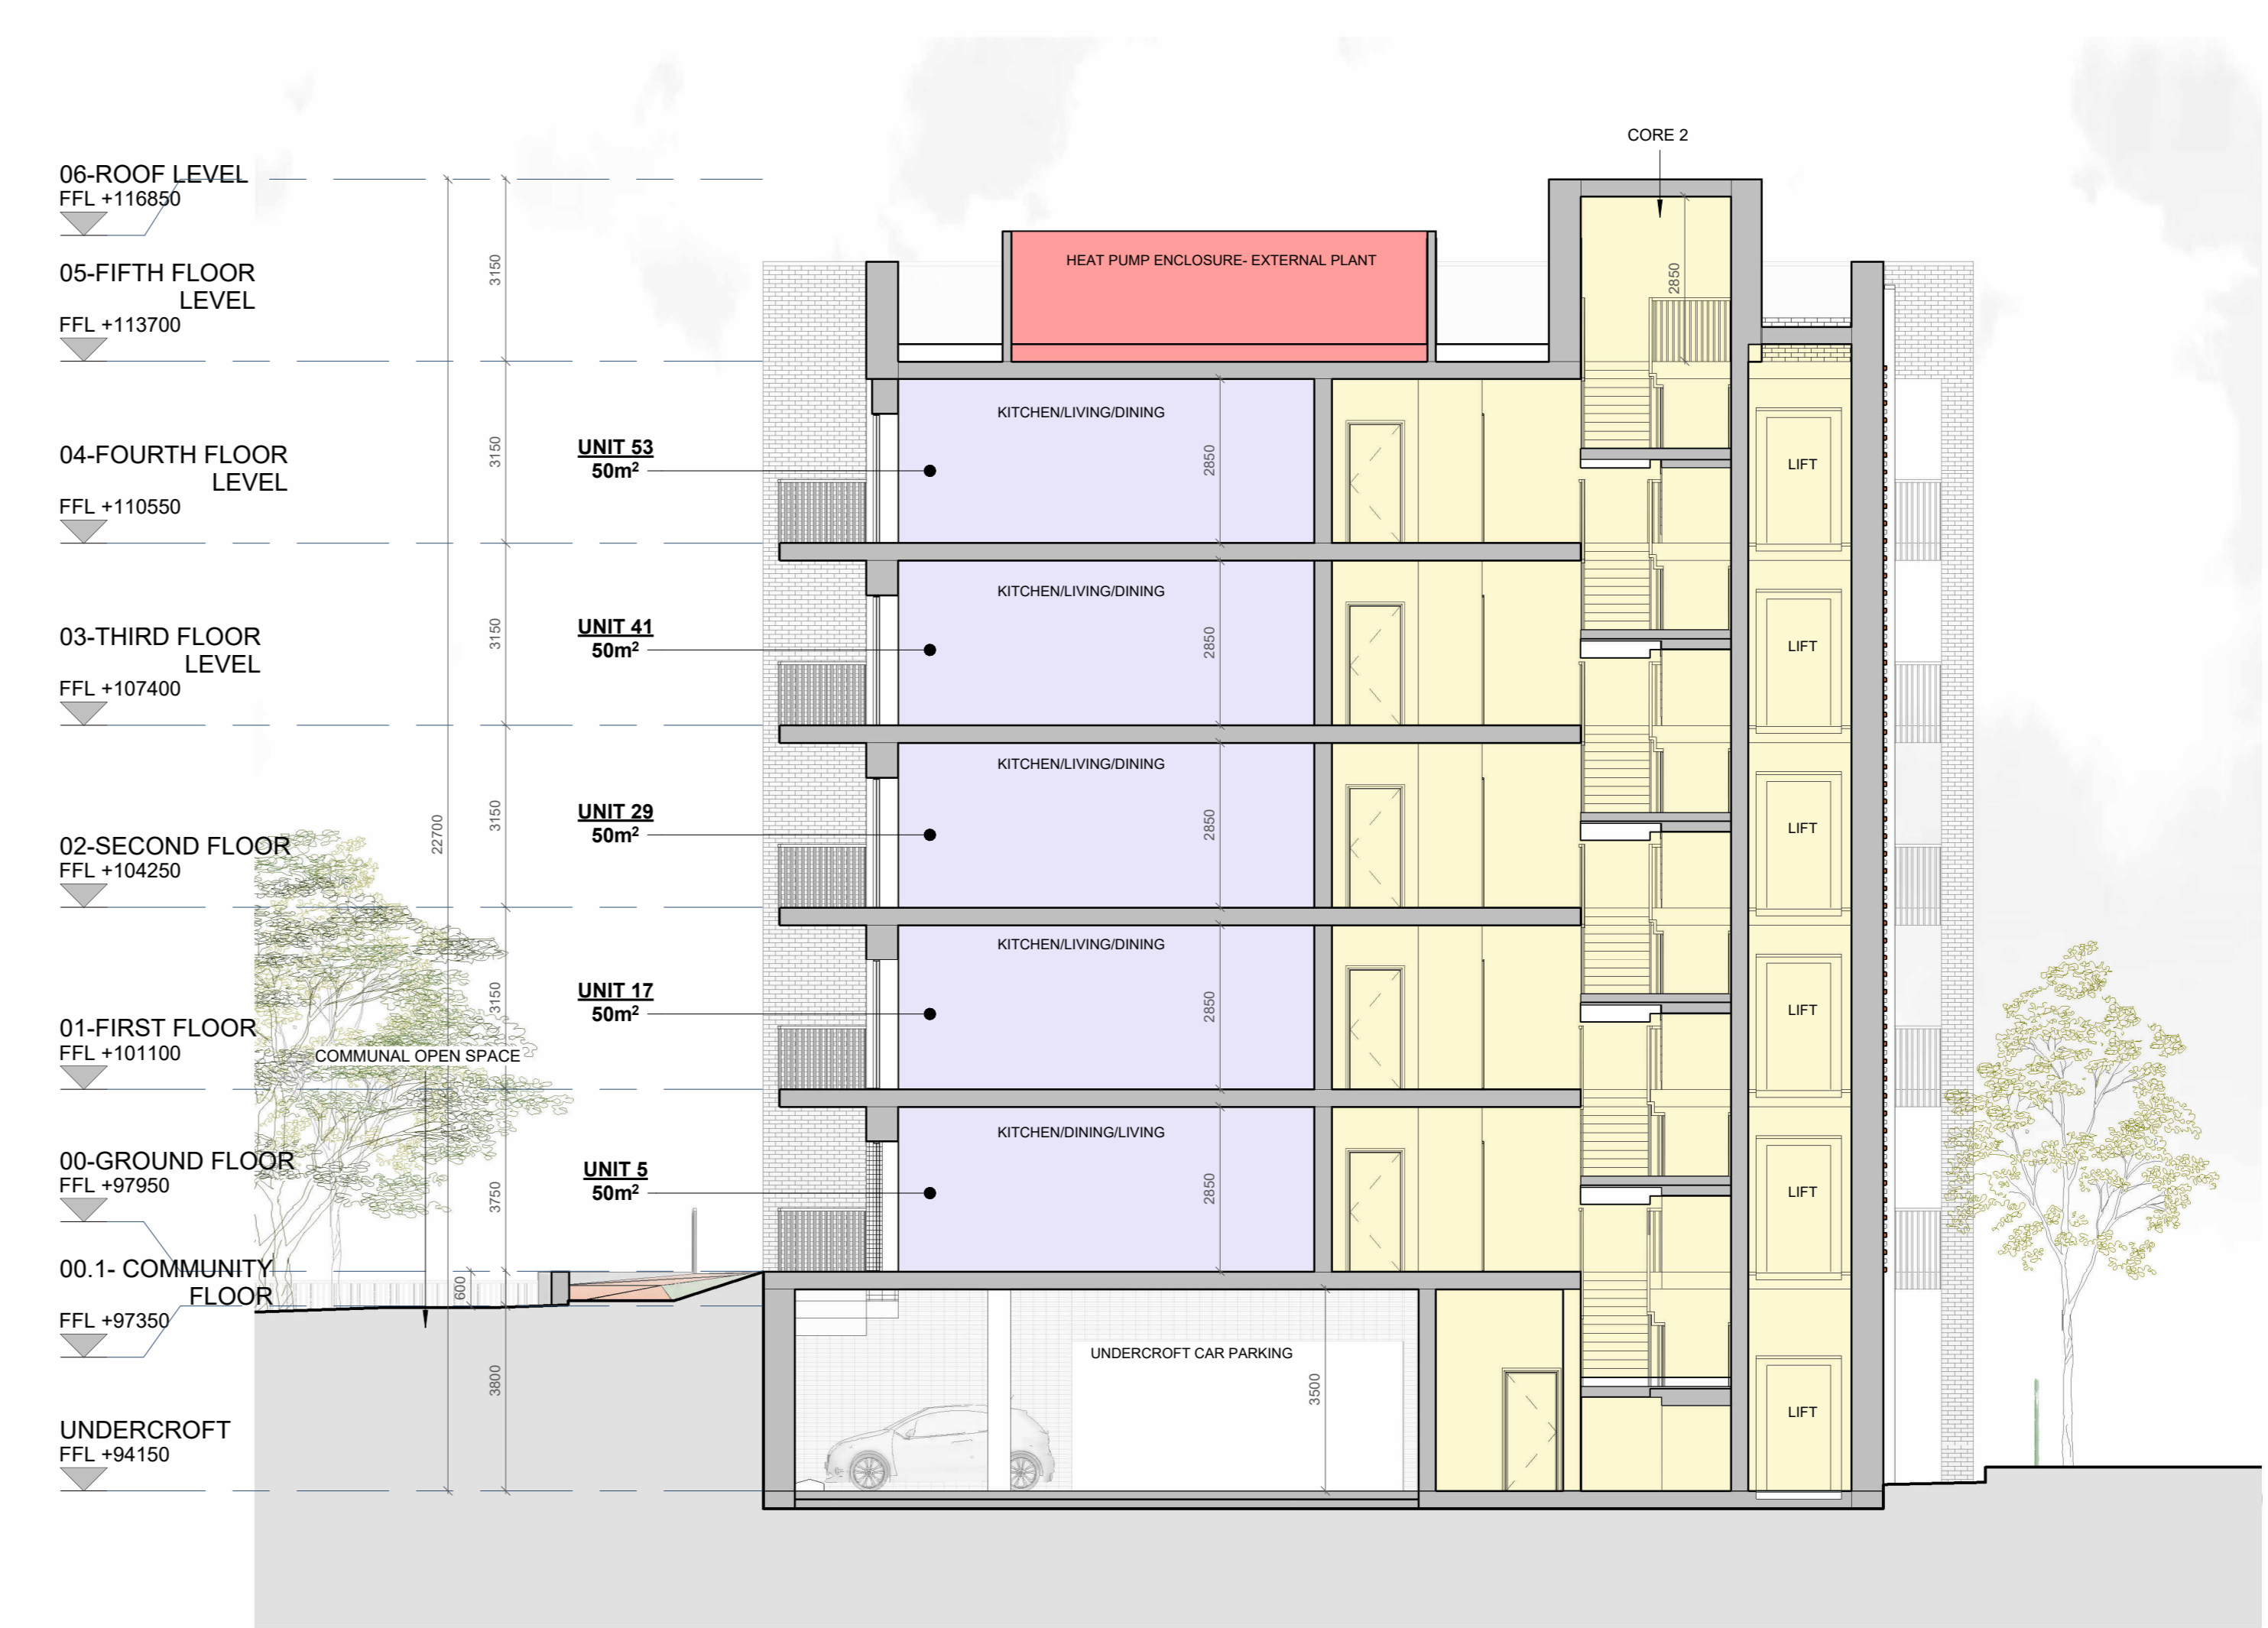 CORE 2
06-ROOF LEVEL
FFL +116850
HEAT PUMP ENCLOSURE- EXTERNAL PLANT
3150
2850
05-FIFTH FLOOR
LEVEL
FFL +113700
KITCHEN/LIVING/DINING
04-FOURTH FLOOR
LEVEL
FFL +110550
3150
UNIT 53
50m²
2850
LIFT
KITCHEN/LIVING/DINING
03-THIRD FLOOR
LEVEL
FFL +107400
3150
UNIT 41
50m²
2850
LIFT
KITCHEN/LIVING/DINING
02-SECOND FLOOR
FFL +104250
22700
3150
UNIT 29
50m²
2850
LIFT
KITCHEN/LIVING/DINING
01-FIRST FLOOR
FFL +101100
3150
UNIT 17
50m²
2850
LIFT
COMMUNAL OPEN SPACE
KITCHEN/DINING/LIVING
00-GROUND FLOOR
FFL +97950
3750
UNIT 5
50m²
2850
LIFT
00.1- COMMUNITY
FLOOR
FFL +97350
600
UNDERCROFT CAR PARKING
3800
3500
UNDERCROFT
FFL +94150
LIFT